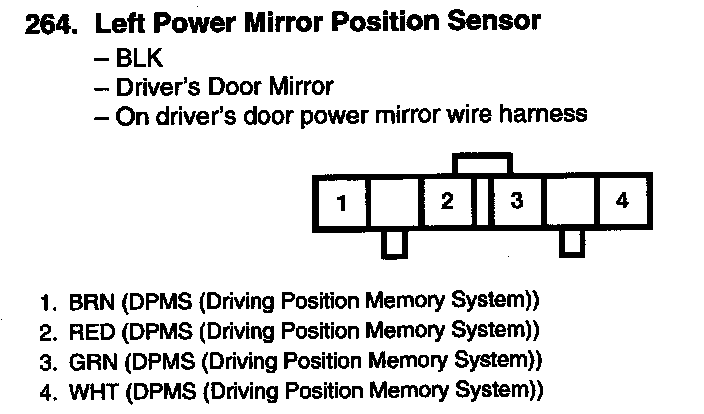 264. Left Power Mirror Position Sensor
– BLK
– Driver's Door Mirror
– On driver's door power mirror wire harness
1 2 3 4
1. BRN (DPMS (Driving Position Memory System))
2. RED (DPMS (Driving Position Memory System))
3. GRN (DPMS (Driving Position Memory System))
4. WHT (DPMS (Driving Position Memory System))